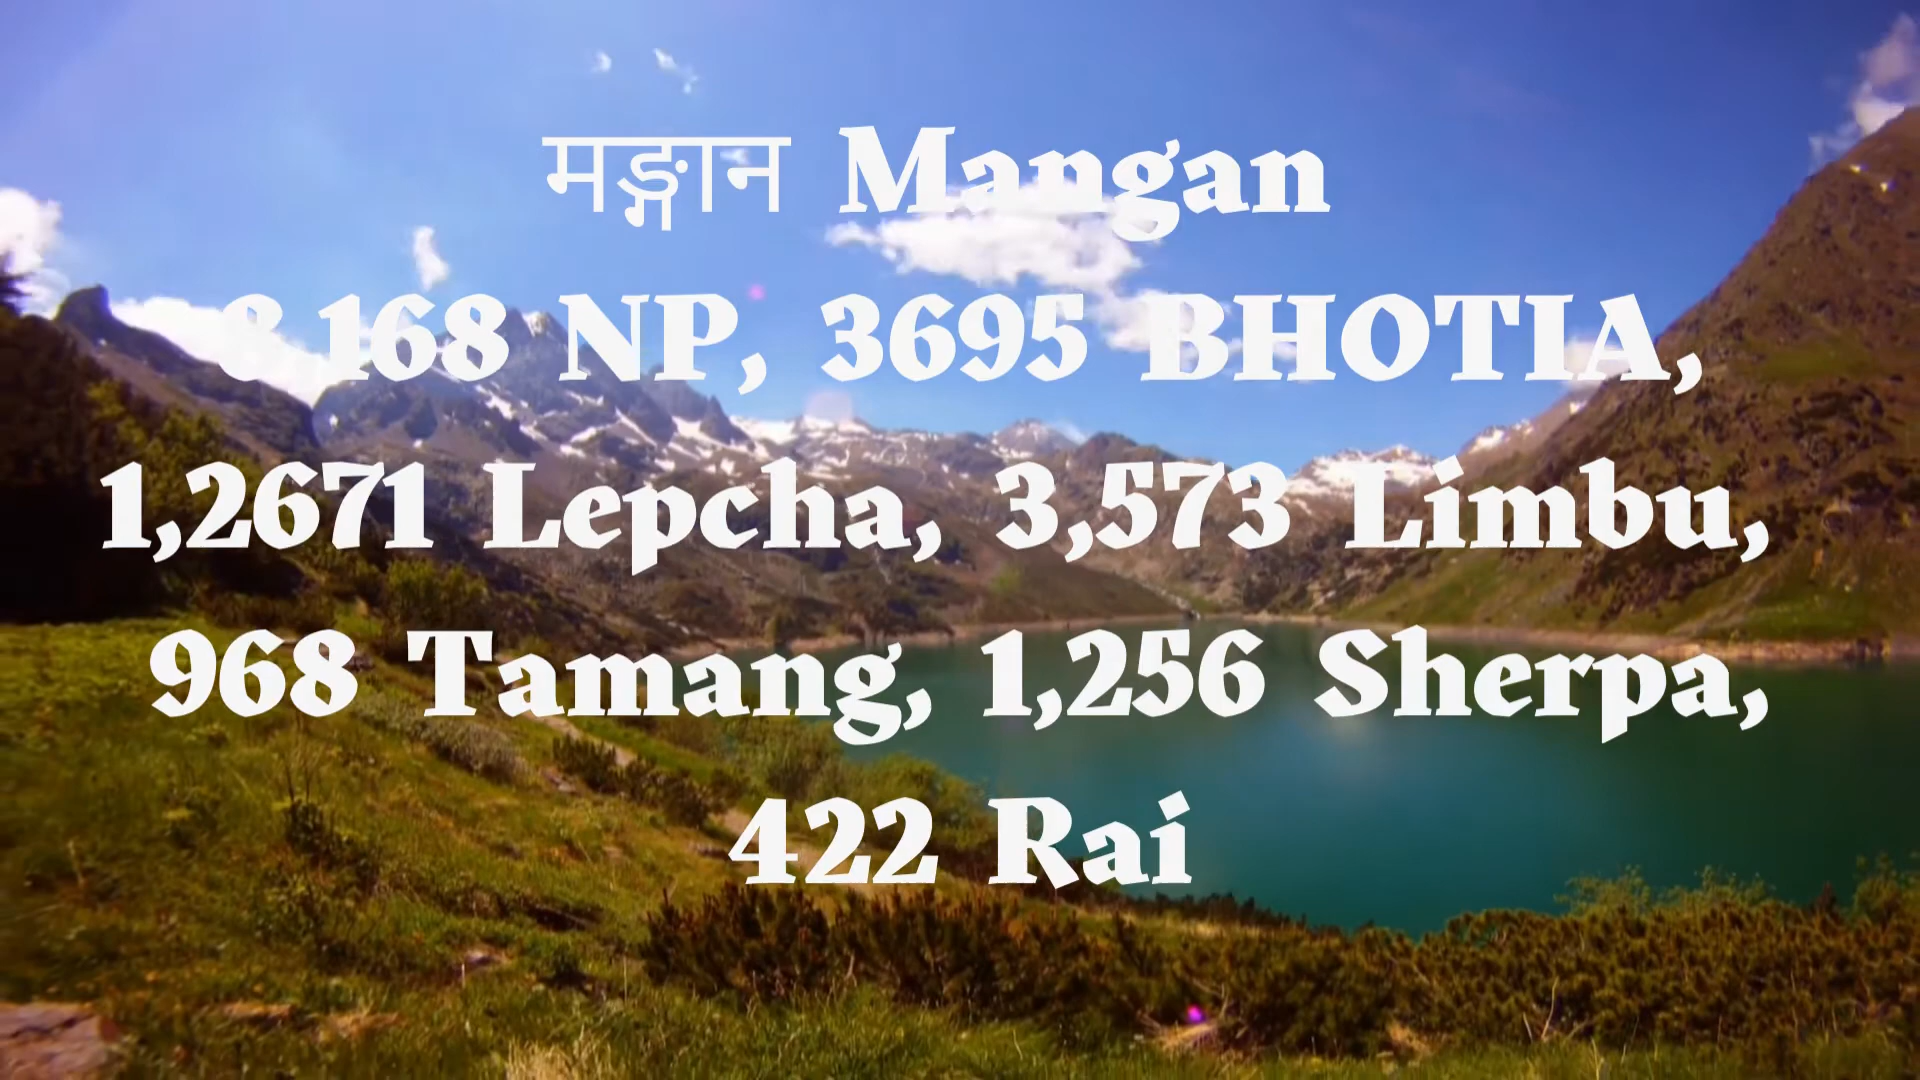 मङ्गान Mangan
8,168 NP, 3695 BHOTIA,
1,2671 Lepcha, 3,573 Limbu,
968 Tamang, 1,256 Sherpa,
422 Rai